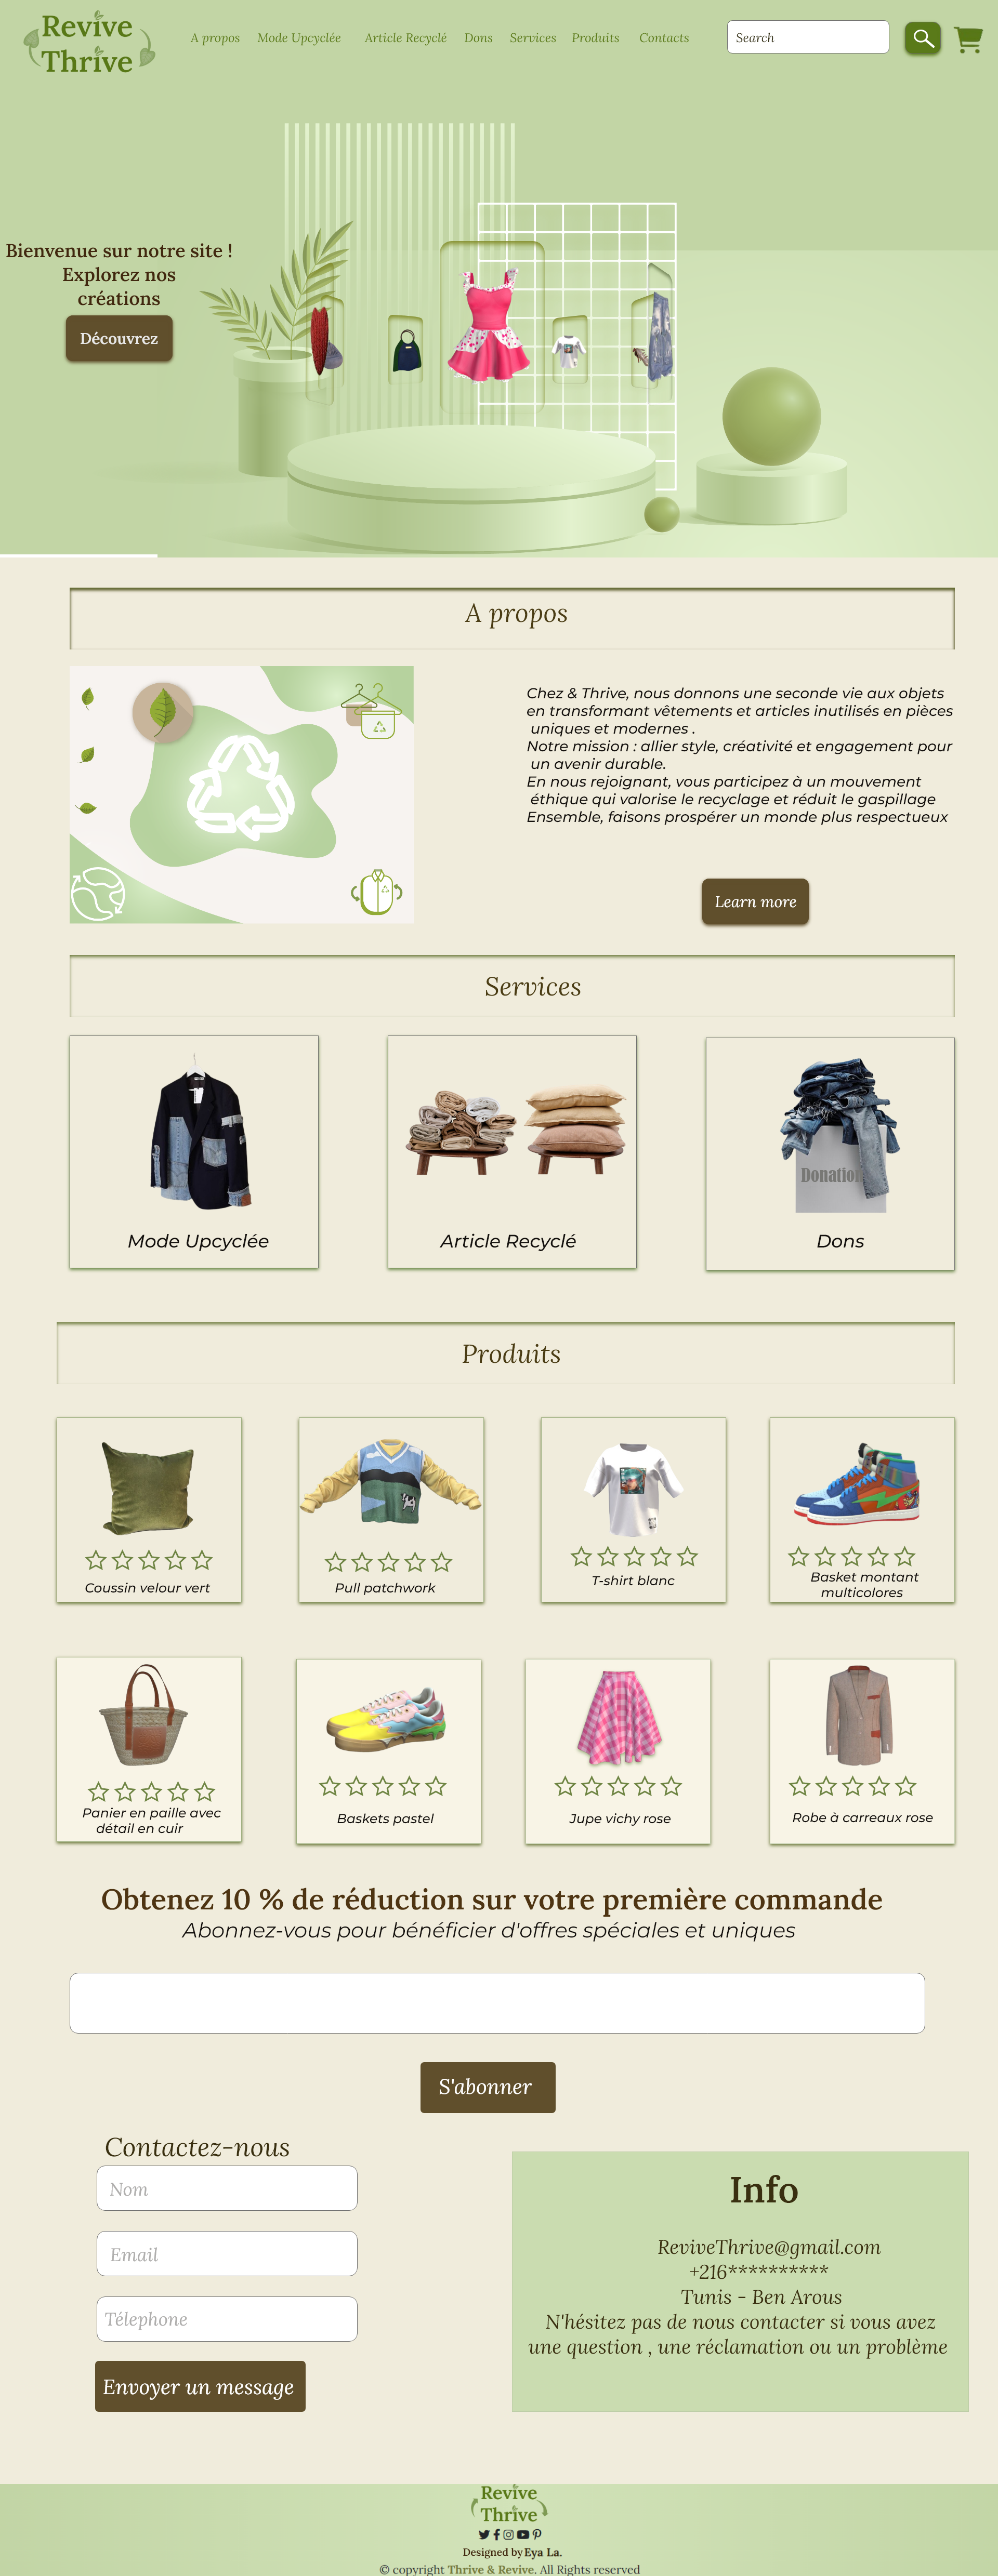 Revive
Thrive
A propos Mode Upcyclée Article Recyclé Dons Services Produits Contacts
Search
Bienvenue sur notre site !
Explorez nos
créations
Découvrez
A propos
Chez & Thrive, nous donnons une seconde vie aux objets
en transformant vêtements et articles inutilisés en pièces
uniques et modernes .
Notre mission : allier style, créativité et engagement pour
un avenir durable.
En nous rejoignant, vous participez à un mouvement
éthique qui valorise le recyclage et réduit le gaspillage
Ensemble, faisons prospérer un monde plus respectueux
Learn more
Services
Donation
Mode Upcyclée
Article Recyclé
Dons
Produits
Coussin velour vert
Pull patchwork
T-shirt blanc
Basket montant
multicolores
Panier en paille avec
détail en cuir
Baskets pastel
Jupe vichy rose
Robe à carreaux rose
Obtenez 10 % de réduction sur votre première commande
Abonnez-vous pour bénéficier d'offres spéciales et uniques
S'abonner
Contactez-nous
Nom
Email
Télephone
Envoyer un message
Info
ReviveThrive@gmail.com
+216**********
Tunis - Ben Arous
N'hésitez pas de nous contacter si vous avez
une question , une réclamation ou un problème
Revive
Thrive
Designed by Eya La.
© copyright Thrive & Revive. All Rights reserved